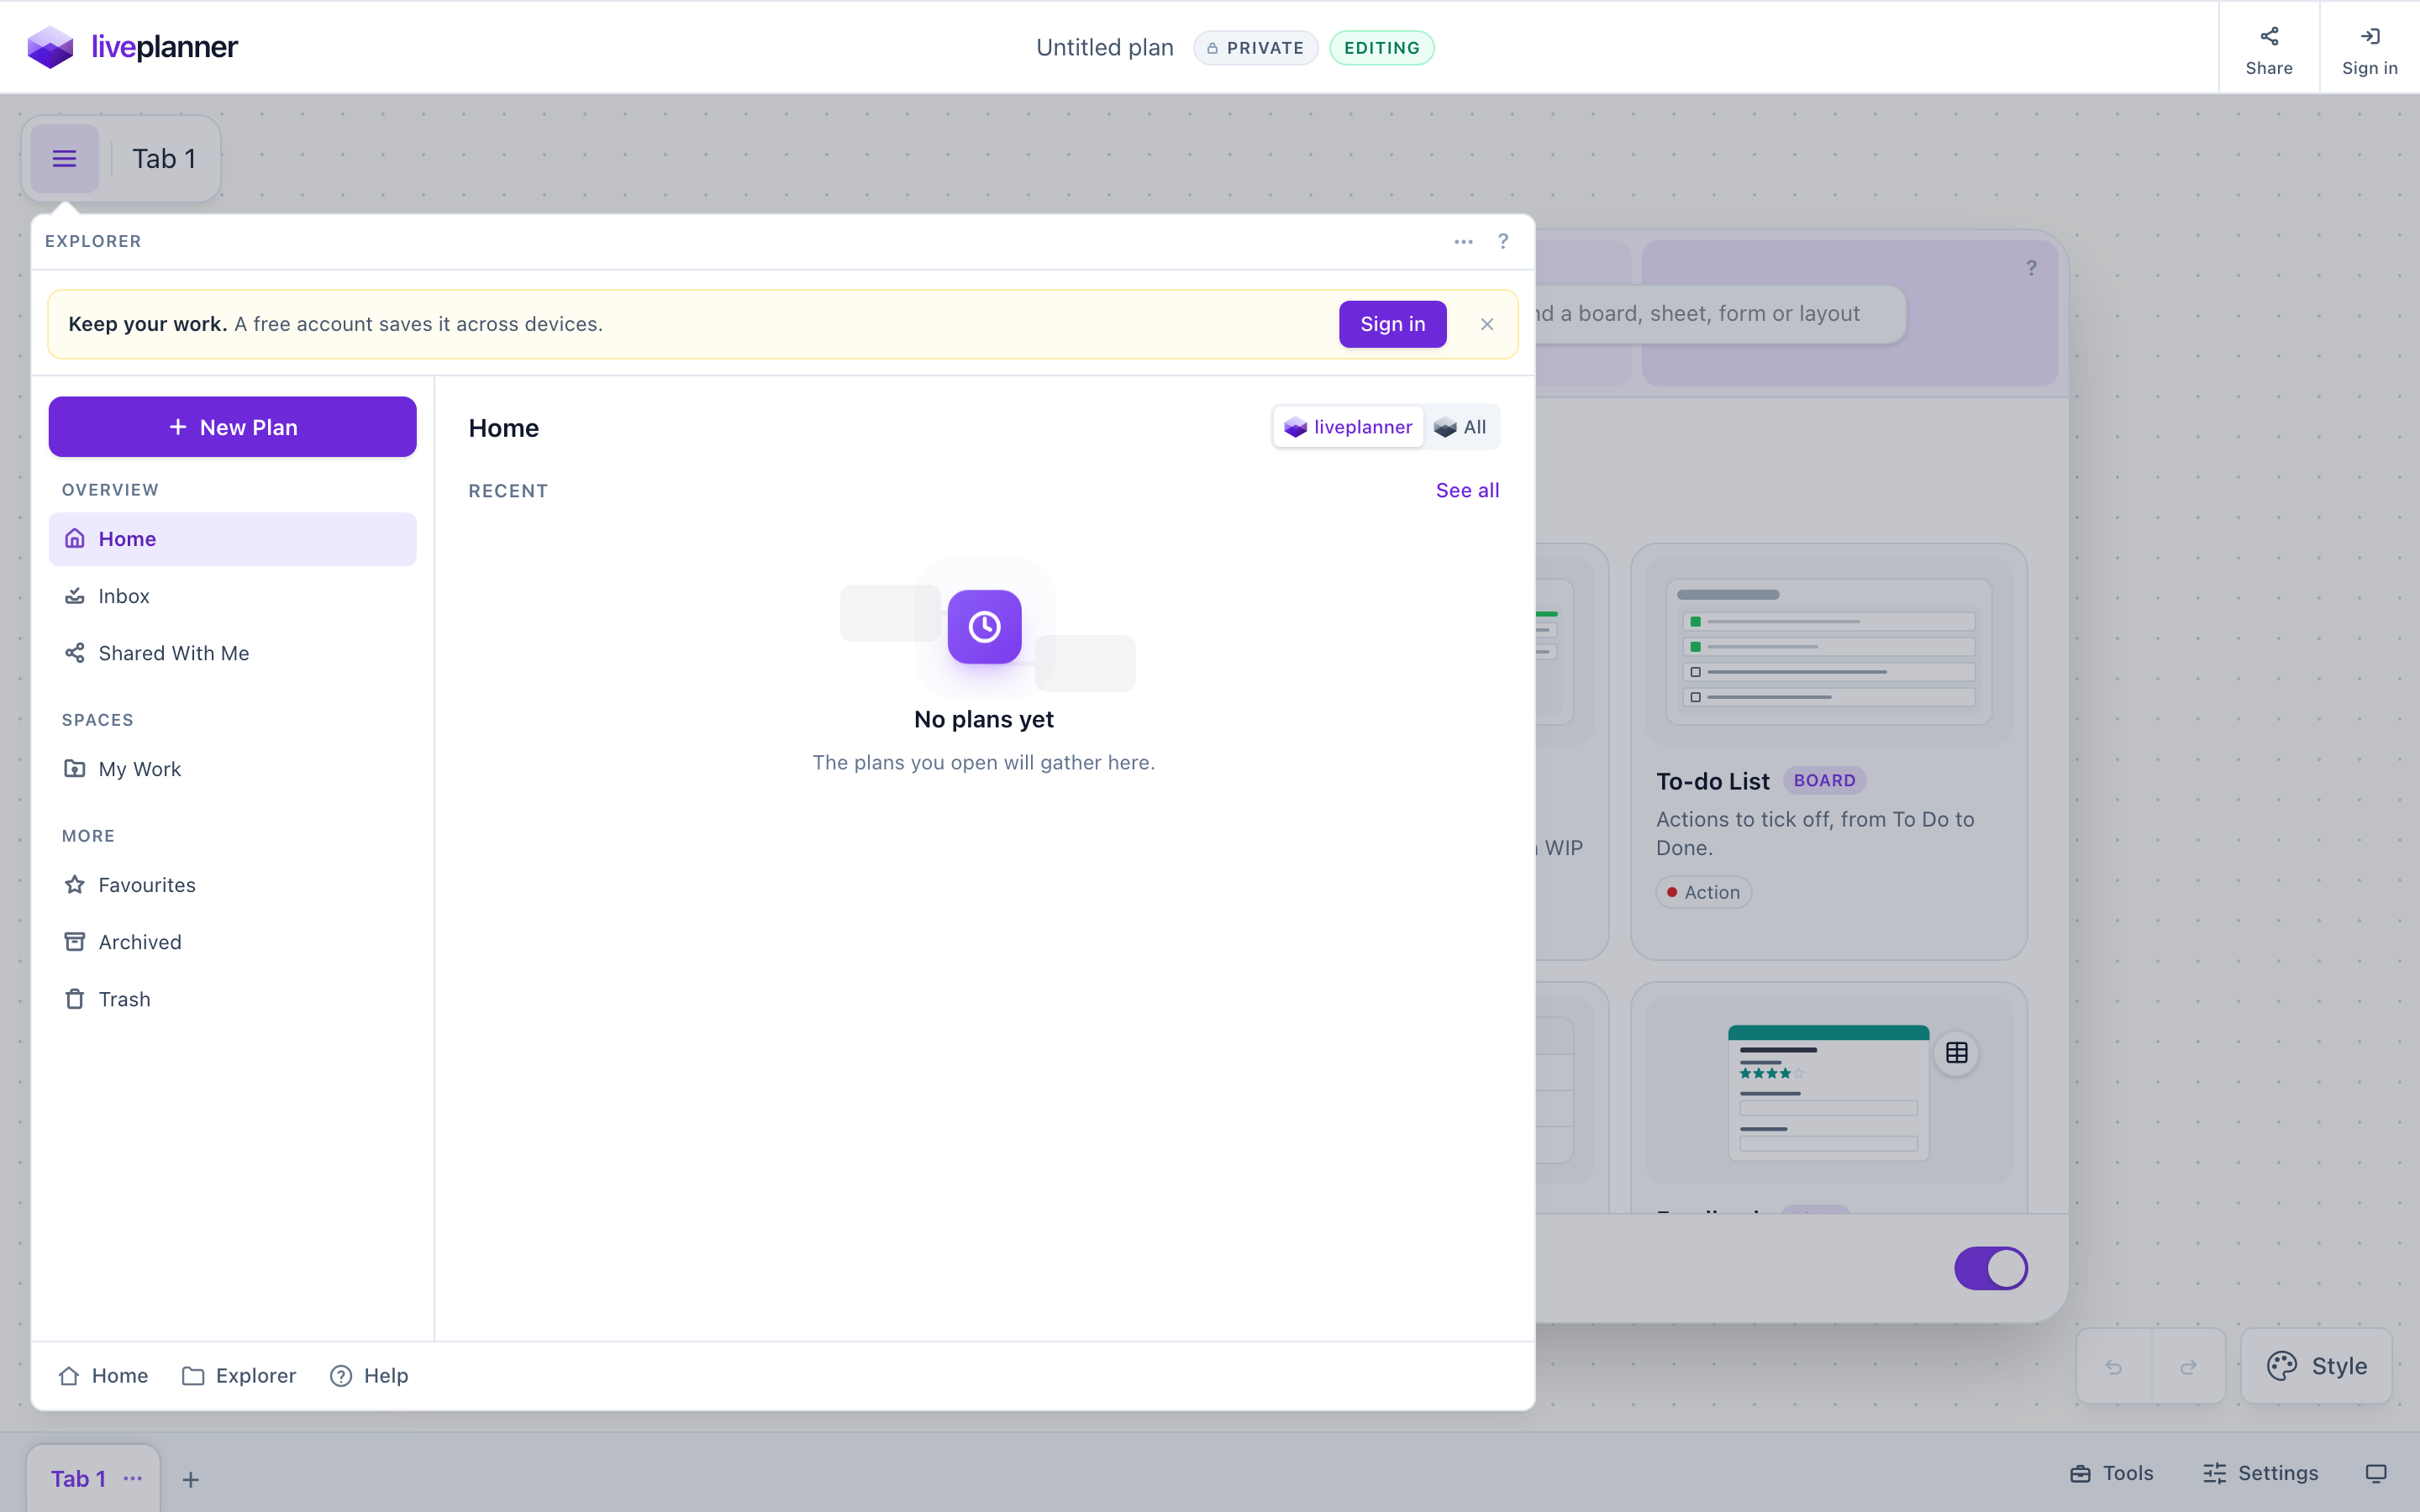 liveplanner
Untitled plan
PRIVATE
EDITING
Share
Sign in
Tab 1
EXPLORER
?
Keep your work. A free account saves it across devices.
Sign in
?
a board, sheet, form or layout
New Plan
Home
liveplanner
All
OVERVIEW
RECENT
See all
Home
Inbox
Shared With Me
No plans yet
The plans you open will gather here.
SPACES
My Work
MORE
Favourites
Archived
Trash
To-do List
BOARD
Actions to tick off, from To Do to
Done.
WIP
Action
Home
Explorer
Help
Style
Tab 1
Tools
Settings